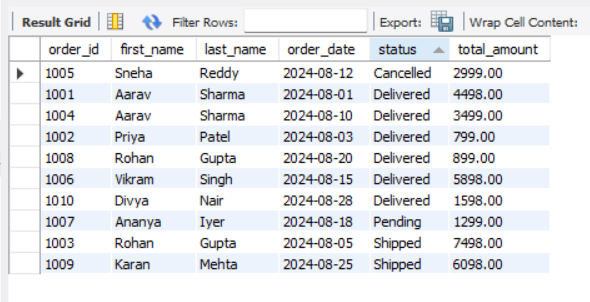 Result Grid Filter Rows: Export: Wrap Cell Content:
order_id first_name last_name order_date status total_amount
1005 Sneha Reddy 2024-08-12 Cancelled 2999.00
1001 Aarav Sharma 2024-08-01 Delivered 4498.00
1004 Aarav Sharma 2024-08-10 Delivered 3499.00
1002 Priya Patel 2024-08-03 Delivered 799.00
1008 Rohan Gupta 2024-08-20 Delivered 899.00
1006 Vikram Singh 2024-08-15 Delivered 5898.00
1010 Divya Nair 2024-08-28 Delivered 1598.00
1007 Ananya Iyer 2024-08-18 Pending 1299.00
1003 Rohan Gupta 2024-08-05 Shipped 7498.00
1009 Karan Mehta 2024-08-25 Shipped 6098.00